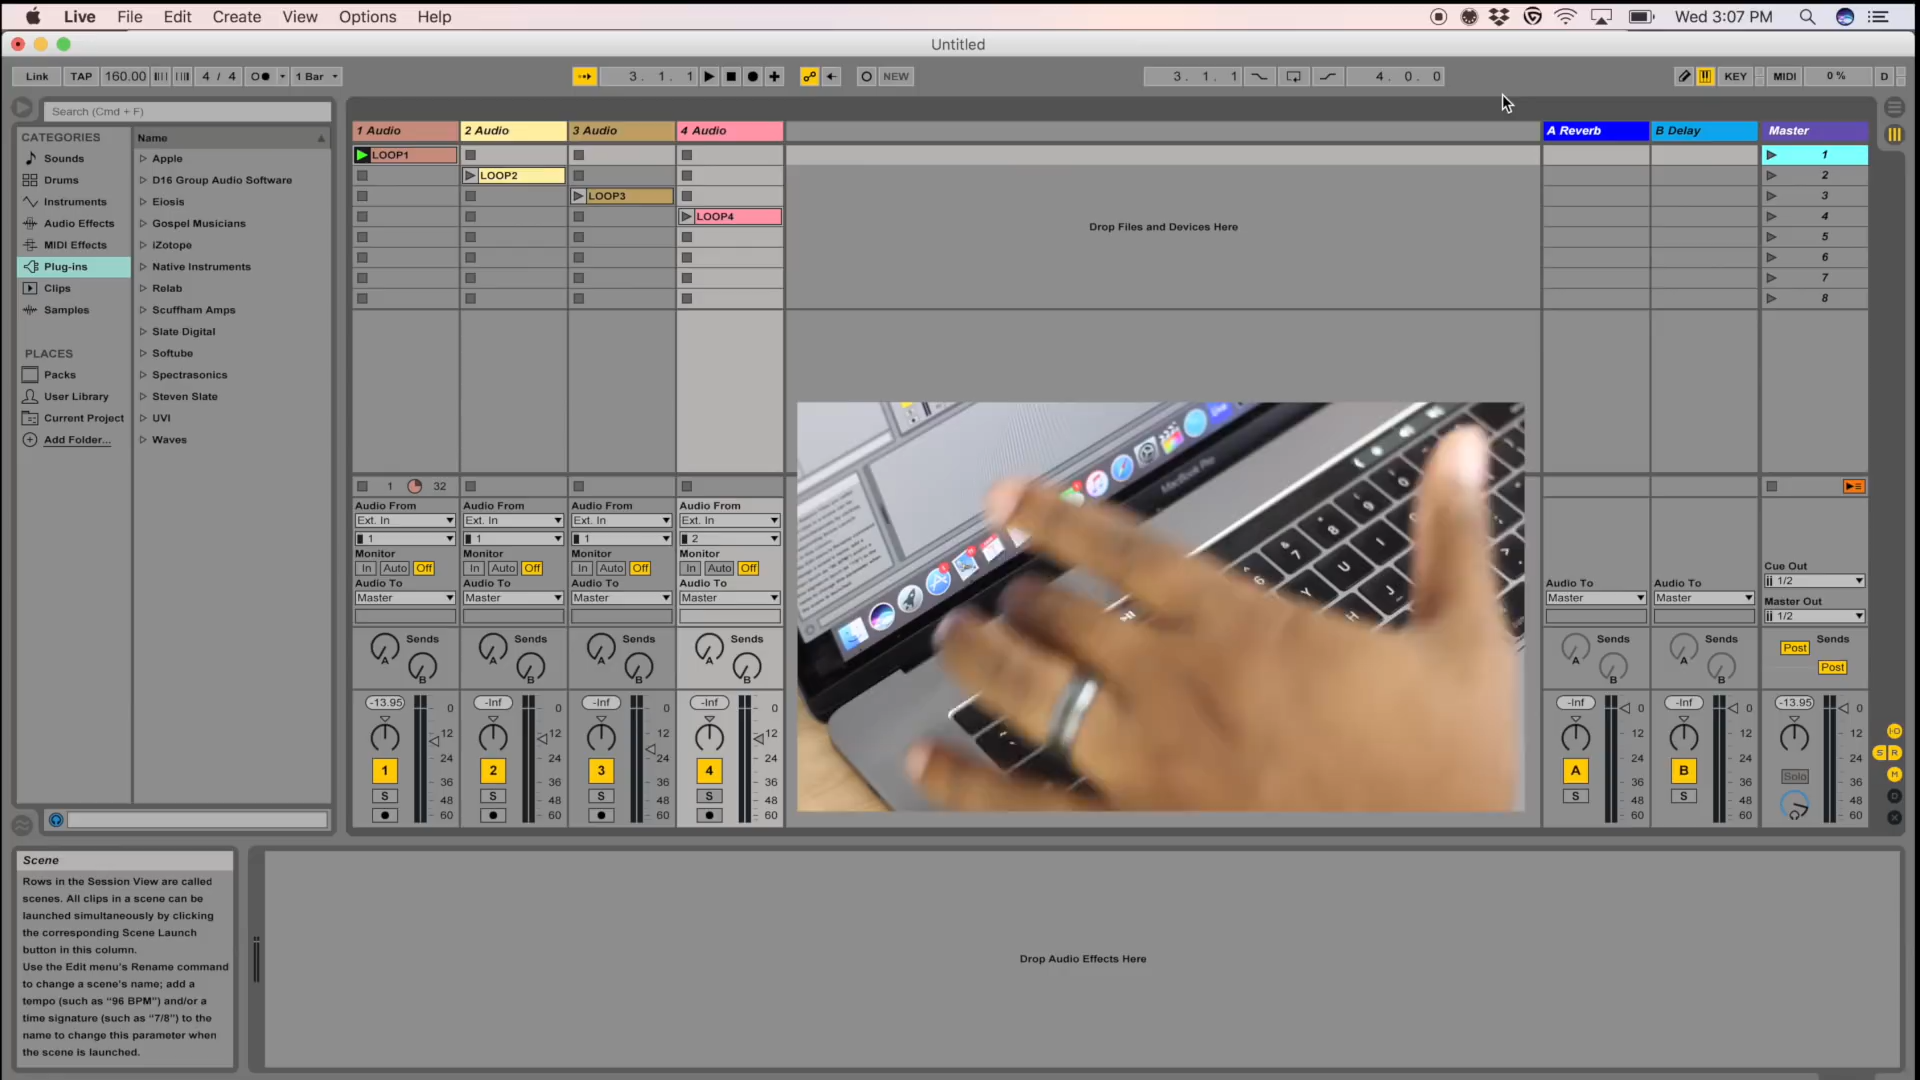 Live File Edit Create View Options Help Wed 3:07 PM
Untitled
Link TAP 160.00 4 / 4 1 Bar 3. 1. 1 NEW 3. 1. 1 4. 0. 0 KEY MIDI 0 % D
Search (Cmd + F)
CATEGORIES
Sounds
Drums
Instruments
Audio Effects
MIDI Effects
Plug-ins
Clips
Samples
PLACES
Packs
User Library
Current Project
Add Folder...
Name
Apple
D16 Group Audio Software
Eiosis
Gospel Musicians
iZotope
Native Instruments
Relab
Scuffham Amps
Slate Digital
Softube
Spectrasonics
Steven Slate
UVI
Waves
1 Audio 2 Audio 3 Audio 4 Audio A Reverb B Delay Master
LOOP1 1
LOOP2 2
LOOP3 3
LOOP4 4
5
6
7
8
Drop Files and Devices Here
1 32
Audio From Audio From Audio From Audio From
Ext. In Ext. In Ext. In Ext. In
1 1 1 2
Monitor Monitor Monitor Monitor
In Auto Off In Auto Off In Auto Off In Auto Off
Audio To Audio To Audio To Audio To Audio To Audio To
Master Master Master Master Master Master
Cue Out
1/2
Master Out
1/2
Sends Sends Sends Sends Sends Sends Sends
A A A A A A Post
B B B B B B Post
-13.95 -Inf -Inf -Inf -Inf -Inf -13.95
0 0 0 0 0 0 0
12 12 12 12 12 12 12
24 24 24 24 24 24 24
1 2 3 4 A B Solo
36 36 36 36 36 36 36
S S S S S S
48 48 48 48 48 48 48
60 60 60 60 60 60 60
I-O
S R
M
D
X
MacBook Pro
6 7 8 9 0
Y U I
H J
Scene
Rows in the Session View are called
scenes. All clips in a scene can be
launched simultaneously by clicking
the corresponding Scene Launch
button in this column.
Use the Edit menu's Rename command
to change a scene's name; add a
tempo (such as “96 BPM”) and/or a
time signature (such as “7/8”) to the
name to change this parameter when
the scene is launched.
Drop Audio Effects Here